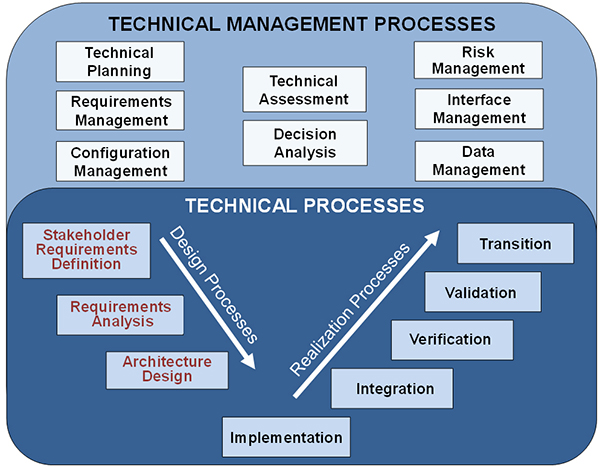 TECHNICAL MANAGEMENT PROCESSES
Technical
Planning
Requirements
Management
Configuration
Management
Technical
Assessment
Decision
Analysis
Risk
Management
Interface
Management
Data
Management
TECHNICAL PROCESSES
Stakeholder
Requirements
Definition
Requirements
Analysis
Architecture
Design
Design Processes
Implementation
Realization Processes
Transition
Validation
Verification
Integration